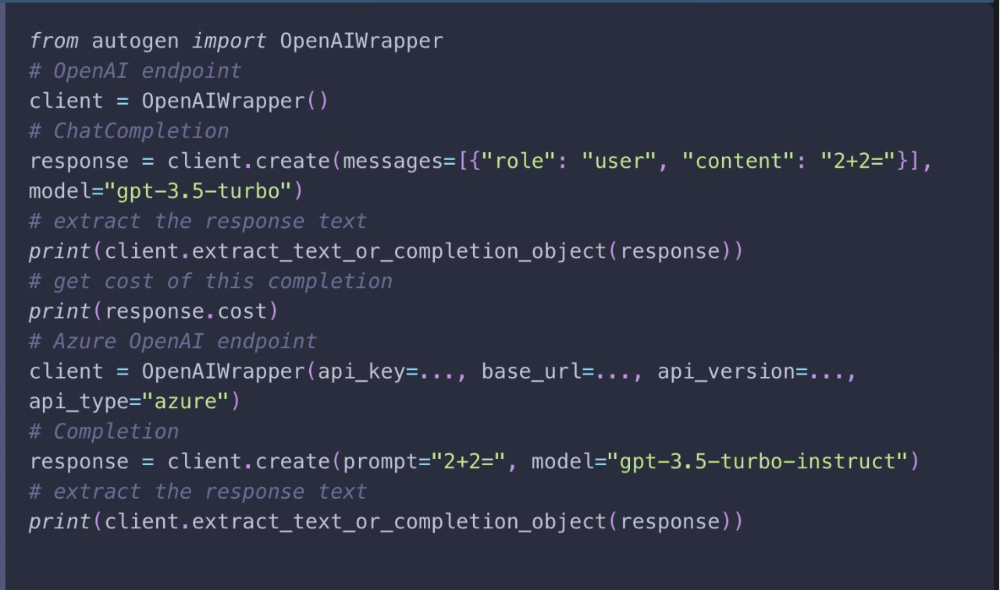 from autogen import OpenAIWrapper
# OpenAI endpoint
client = OpenAIWrapper()
# ChatCompletion
response = client.create(messages=[{"role": "user", "content": "2+2="}],
model="gpt-3.5-turbo")
# extract the response text
print(client.extract_text_or_completion_object(response))
# get cost of this completion
print(response.cost)
# Azure OpenAI endpoint
client = OpenAIWrapper(api_key=..., base_url=..., api_version=...,
api_type="azure")
# Completion
response = client.create(prompt="2+2=", model="gpt-3.5-turbo-instruct")
# extract the response text
print(client.extract_text_or_completion_object(response))